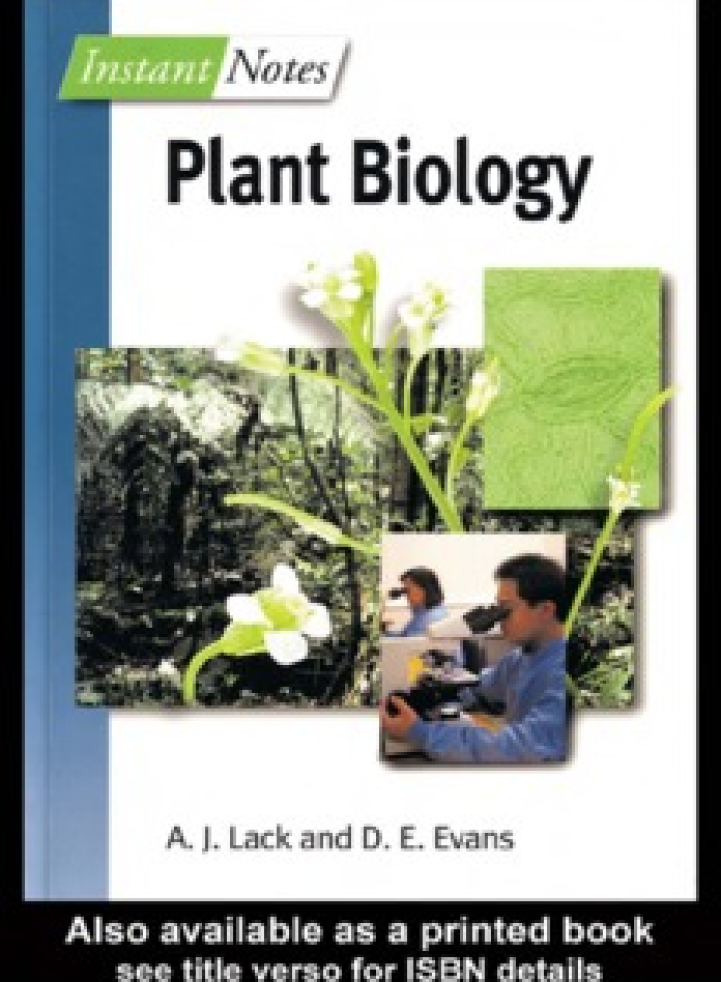 Instant Notes
Plant Biology
A. J. Lack and D. E. Evans
Also available as a printed book
see title verso for ISBN details